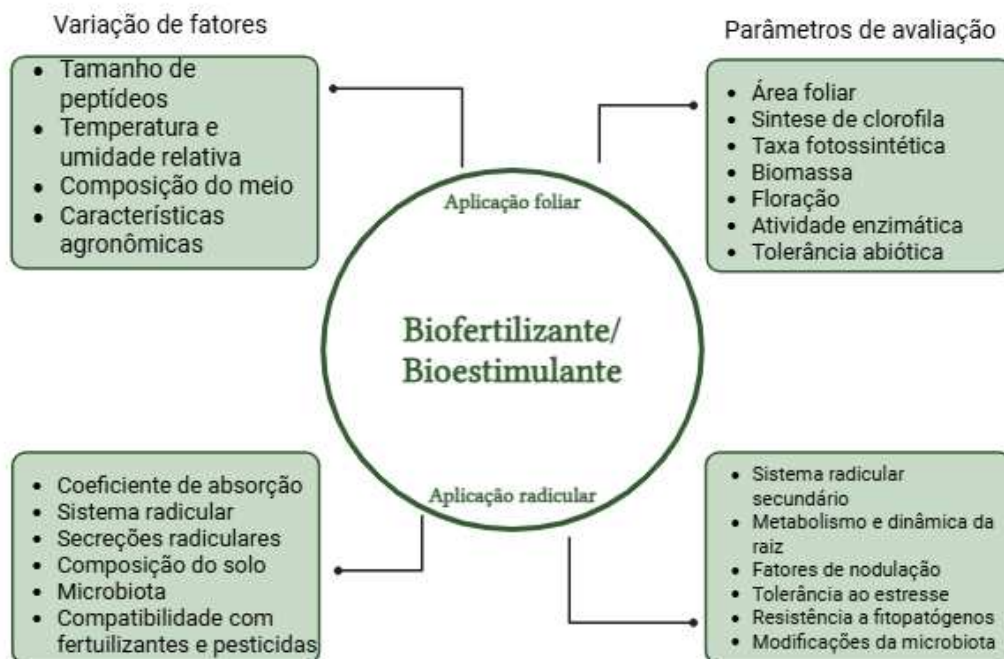 Variação de fatores
• Tamanho de
peptídeos
• Temperatura e
umidade relativa
• Composição do meio
• Características
agronômicas
Parâmetros de avaliação
• Área foliar
• Sintese de clorofila
• Taxa fotossintética
• Biomassa
• Floração
• Atividade enzimática
• Tolerância abiótica
Aplicação foliar
Biofertilizante/
Bioestimulante
Aplicação radicular
• Coeficiente de absorção
• Sistema radicular
• Secreções radiculares
• Composição do solo
• Microbiota
• Compatibilidade com
fertuilizantes e pesticidas
• Sistema radicular
secundário
• Metabolismo e dinâmica da
raiz
• Fatores de nodulação
• Tolerância ao estresse
• Resistência a fitopatógenos
• Modificações da microbiota